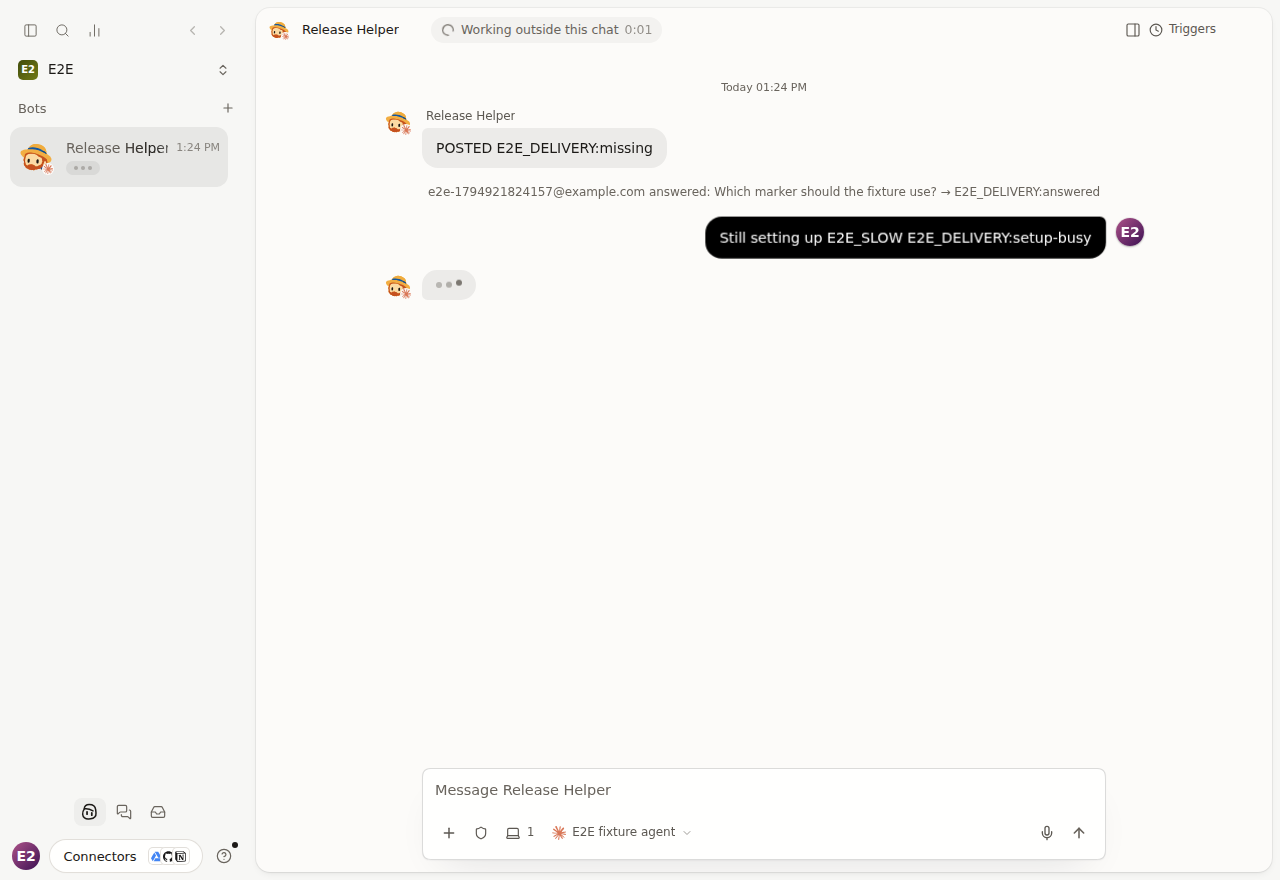 Release Helper
Working outside this chat 0:01
Triggers
E2 E2E
Bots
Release Helper 1:24 PM
Today 01:24 PM
Release Helper
POSTED E2E_DELIVERY:missing
e2e-1794921824157@example.com answered: Which marker should the fixture use? → E2E_DELIVERY:answered
Still setting up E2E_SLOW E2E_DELIVERY:setup-busy
E2
Message Release Helper
1 E2E fixture agent
E2 Connectors